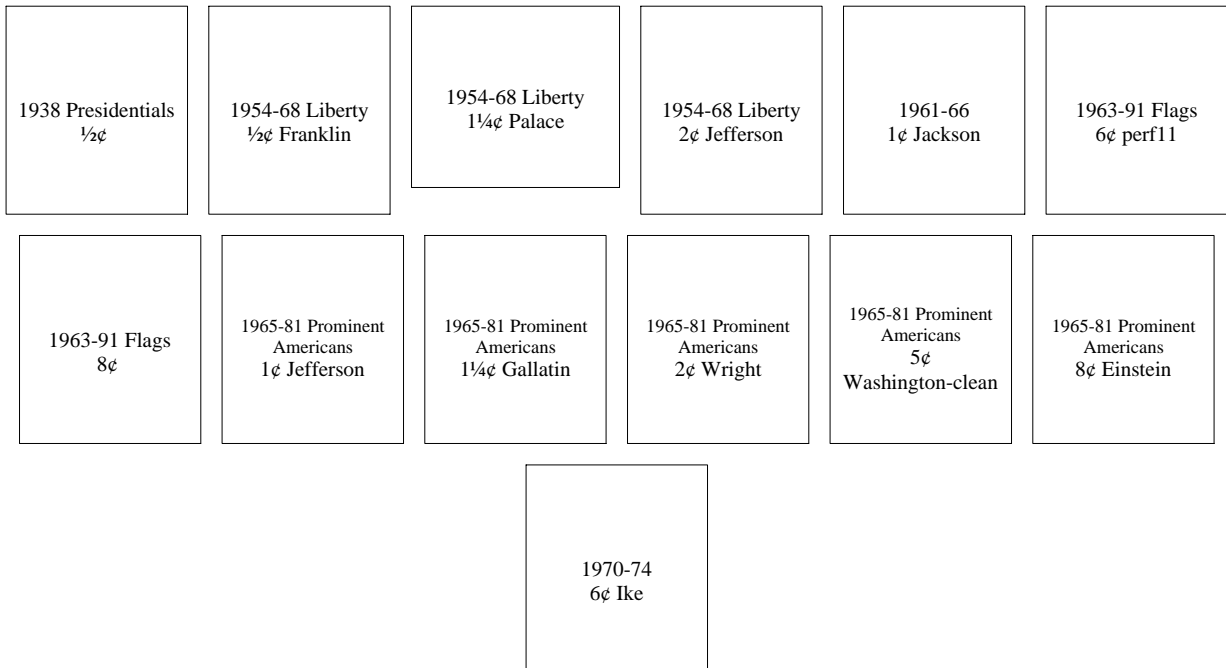 1938 Presidentials
½¢
1954-68 Liberty
½¢ Franklin
1954-68 Liberty
1¼¢ Palace
1954-68 Liberty
2¢ Jefferson
1961-66
1¢ Jackson
1963-91 Flags
6¢ perf11
1963-91 Flags
8¢
1965-81 Prominent
Americans
1¢ Jefferson
1965-81 Prominent
Americans
1¼¢ Gallatin
1965-81 Prominent
Americans
2¢ Wright
1965-81 Prominent
Americans
5¢
Washington-clean
1965-81 Prominent
Americans
8¢ Einstein
1970-74
6¢ Ike